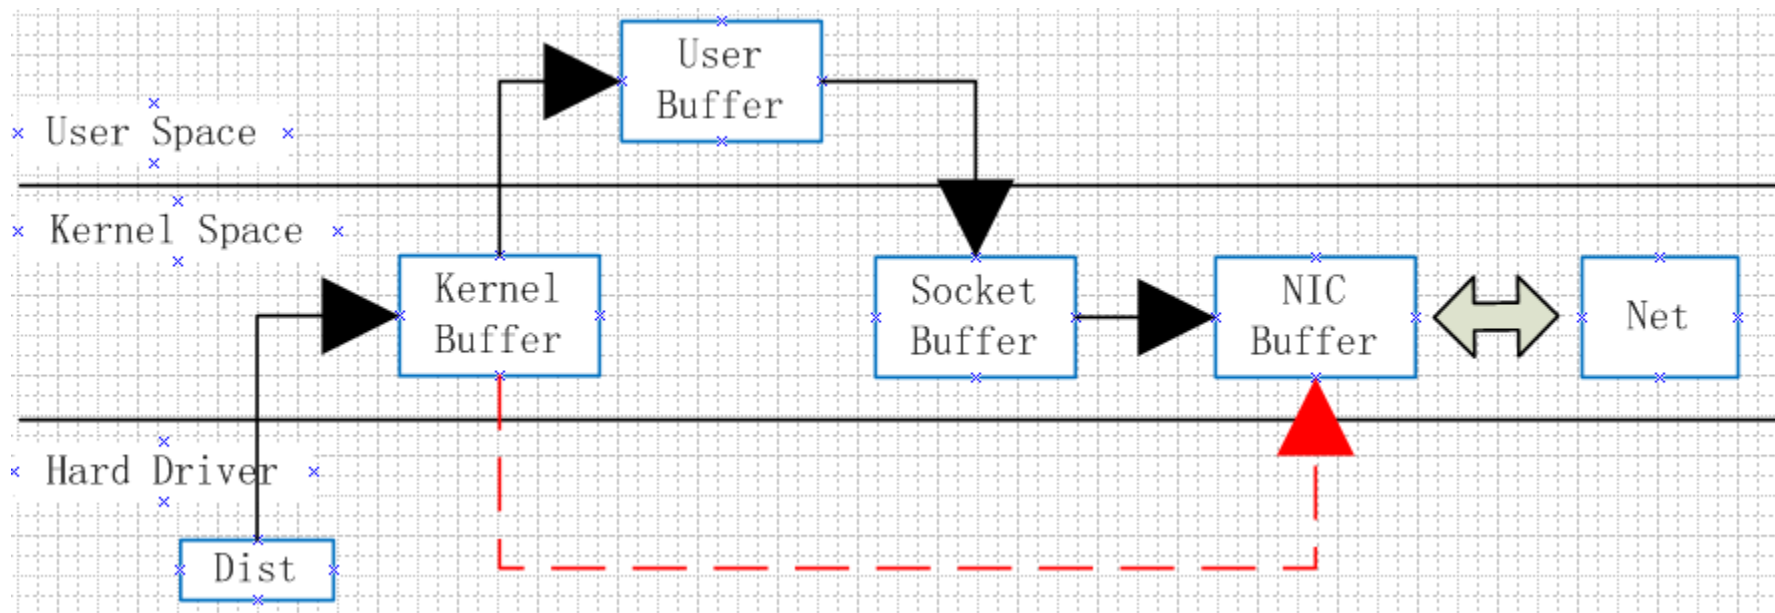 User
Buffer
User Space
Kernel Space
Kernel
Buffer
Socket
Buffer
NIC
Buffer
Net
Hard Driver
Dist